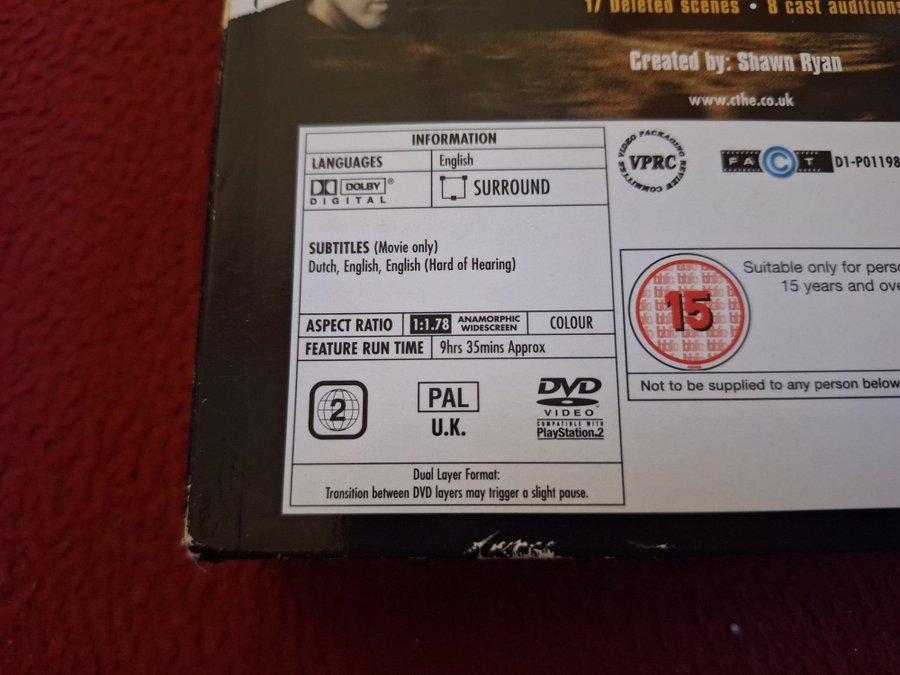 17 Deleted scenes • 8 cast auditions
Created by: Shawn Ryan
www.cthe.co.uk
INFORMATION
LANGUAGES English
DOLBY®
DIGITAL
SURROUND
SUBTITLES (Movie only)
Dutch, English, English (Hard of Hearing)
ASPECT RATIO 1:1.78 ANAMORPHIC WIDESCREEN COLOUR
FEATURE RUN TIME 9hrs 35mins Approx
2
PAL
U.K.
DVD
VIDEO
COMPATIBLE WITH
PlayStation.2
Dual Layer Format:
Transition between DVD layers may trigger a slight pause.
VIDEO PACKAGING REVIEW COMMITTEE
VPRC
FACT D1-P01198
15
Suitable only for perso
15 years and ove
Not to be supplied to any person below